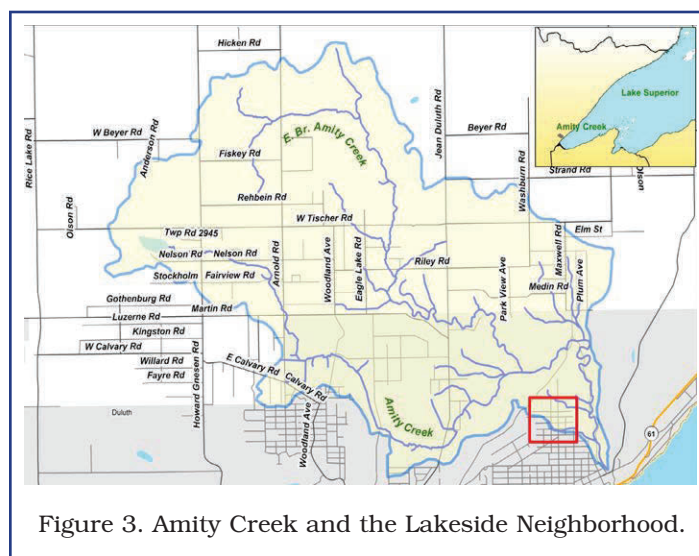 Hicken Rd
Rice Lake Rd
W Beyer Rd
Anderson Rd
Olson Rd
Fiskey Rd
Rehbein Rd
E. Br. Amity Creek
Jean Duluth Rd
Beyer Rd
Washburn Rd
Strand Rd
Olson
Lake Superior
Amity Creek
W Tischer Rd
Elm St
Twp Rd 2945
Nelson Rd
Nelson Rd
Stockholm
Fairview Rd
Arnold Rd
Woodland Ave
Eagle Lake Rd
Riley Rd
Park View Ave
Maxwell Rd
Medin Rd
Plum Ave
Gothenburg Rd
Martin Rd
Luzerne Rd
Kingston Rd
W Calvary Rd
Willard Rd
Fayre Rd
Howard Gnesen Rd
E Calvary Rd
Calvary Rd
Woodland Ave
Duluth
Amity Creek
61
Figure 3. Amity Creek and the Lakeside Neighborhood.